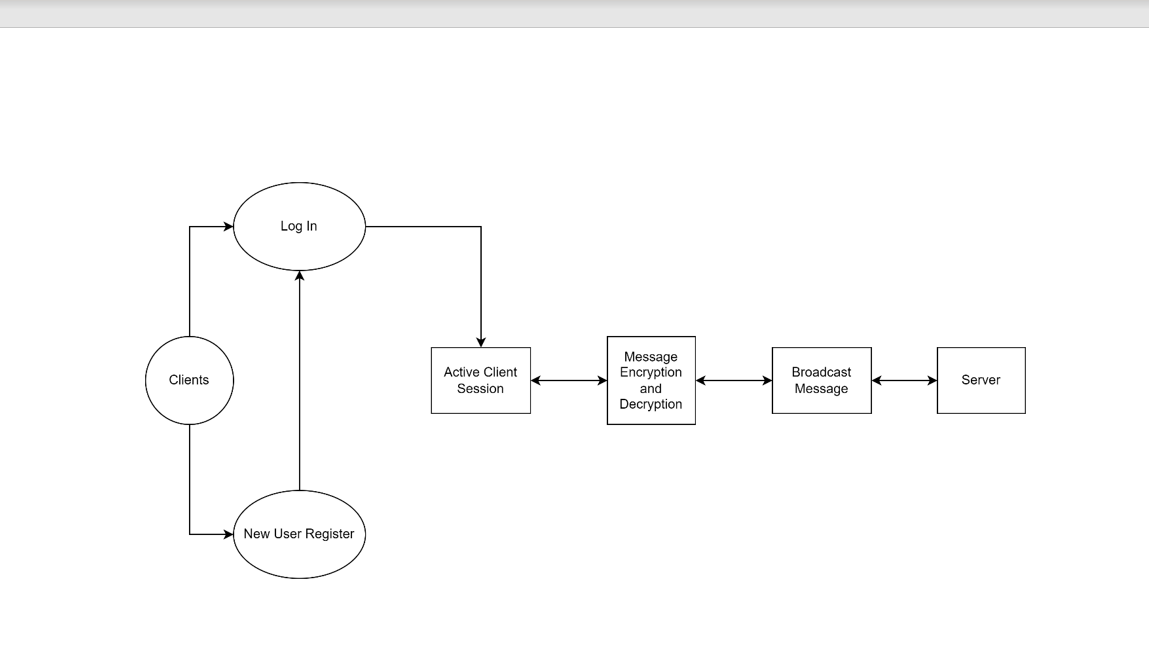 Log In
Clients
New User Register
Active Client
Session
Message
Encryption
and
Decryption
Broadcast
Message
Server